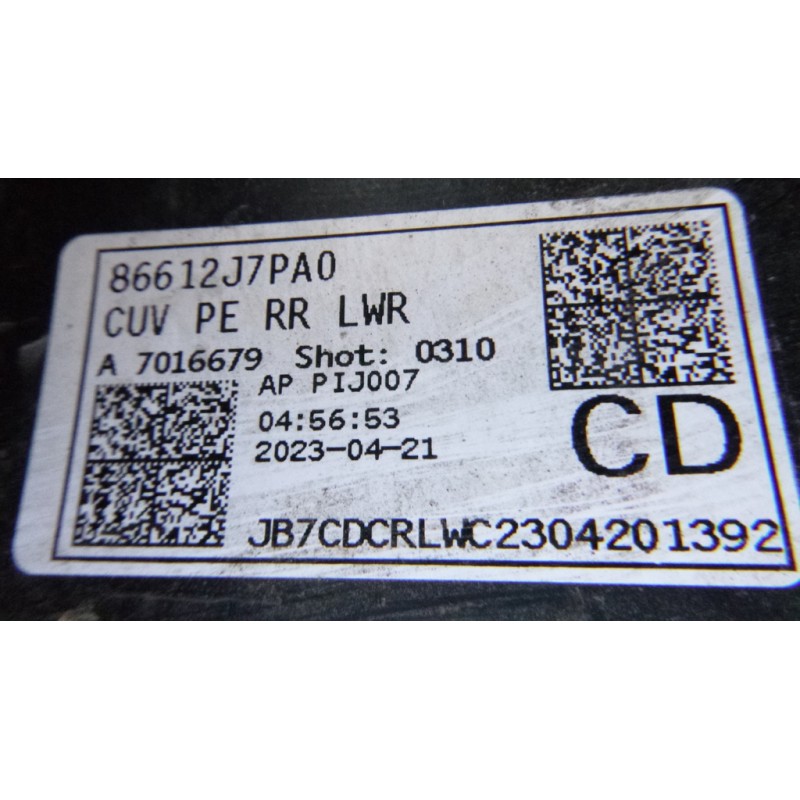 86612J7PA0
CUV PE RR LWR
A 7016679 Shot: 0310
AP PIJ007
04:56:53
2023-04-21
CD
JB7CDCRLWC2304201392